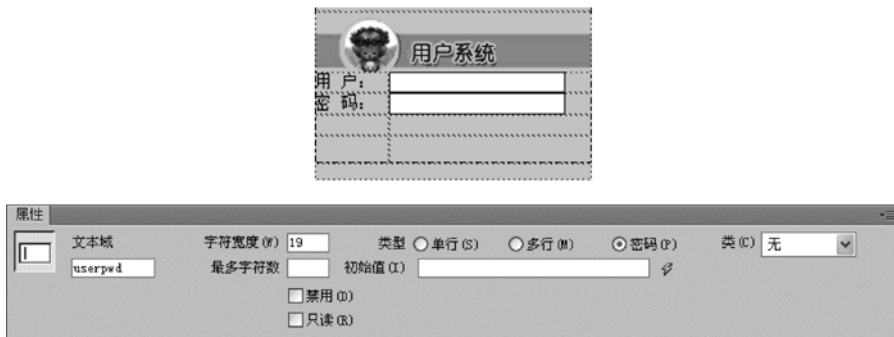 用户系统
用 户：
密 码：
属性
文本域 字符宽度(W) 19 类型 单行(S) 多行(M) 密码(P) 类(C) 无
userpwd 最多字符数 初始值(I)
禁用(D)
只读(R)